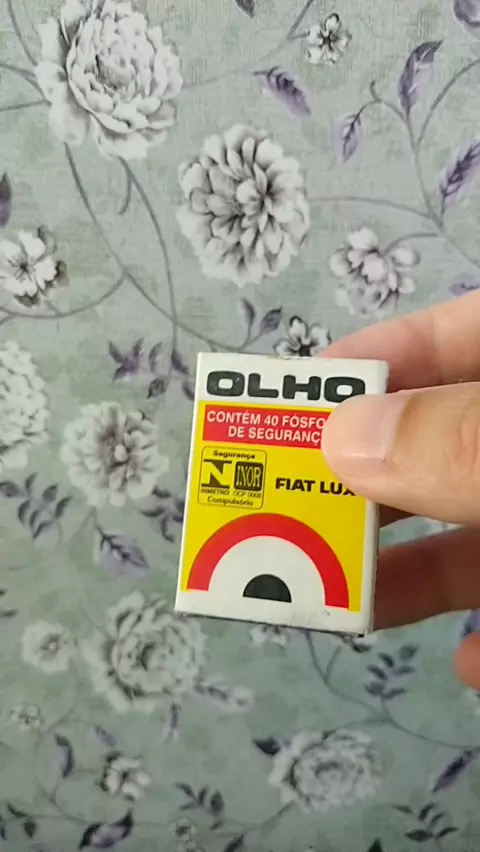 OLHO
CONTÉM 40 FÓSFO
DE SEGURANÇ
Segurança
N INOR
INMETRO OCP 0006
Compulsório
FIAT LUX